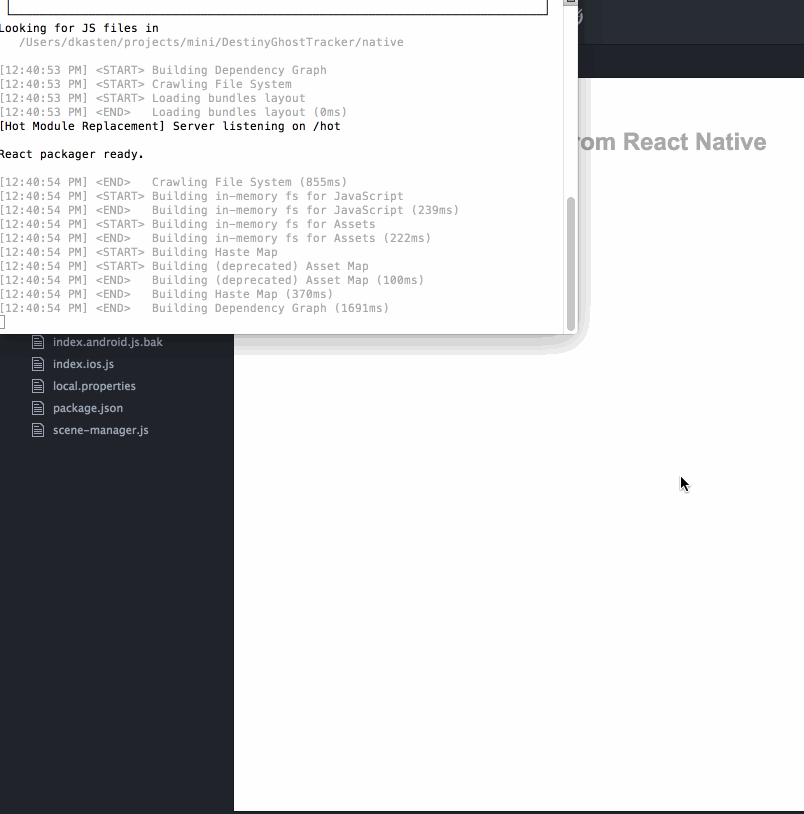 Looking for JS files in
/Users/dkasten/projects/mini/DestinyGhostTracker/native
[12:40:53 PM] <START> Building Dependency Graph
[12:40:53 PM] <START> Crawling File System
[12:40:53 PM] <START> Loading bundles layout
[12:40:53 PM] <END>   Loading bundles layout (0ms)
[Hot Module Replacement] Server listening on /hot
React packager ready.
[12:40:54 PM] <END>   Crawling File System (855ms)
[12:40:54 PM] <START> Building in-memory fs for JavaScript
[12:40:54 PM] <END>   Building in-memory fs for JavaScript (239ms)
[12:40:54 PM] <START> Building in-memory fs for Assets
[12:40:54 PM] <END>   Building in-memory fs for Assets (222ms)
[12:40:54 PM] <START> Building Haste Map
[12:40:54 PM] <START> Building (deprecated) Asset Map
[12:40:54 PM] <END>   Building (deprecated) Asset Map (100ms)
[12:40:54 PM] <END>   Building Haste Map (370ms)
[12:40:54 PM] <END>   Building Dependency Graph (1691ms)
rom React Native
index.android.js.bak
index.ios.js
local.properties
package.json
scene-manager.js